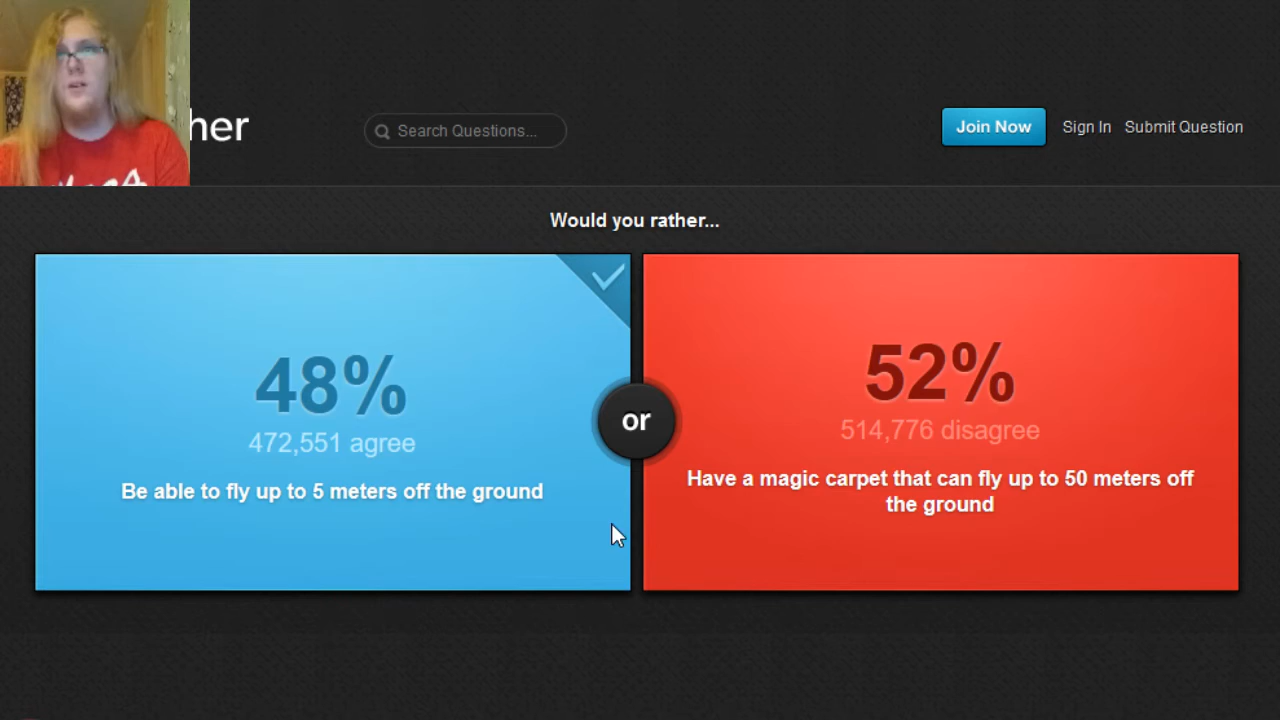 her
Search Questions...
Join Now
Sign In
Submit Question
Would you rather...
48%
472,551 agree
Be able to fly up to 5 meters off the ground
or
52%
514,776 disagree
Have a magic carpet that can fly up to 50 meters off
the ground